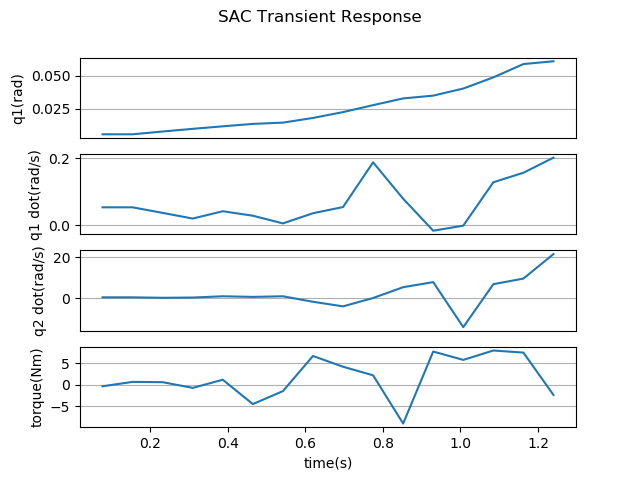 SAC Transient Response
q1(rad)
0.050
0.025
q1 dot(rad/s)
0.2
0.0
q2 dot(rad/s)
20
0
torque(Nm)
5
0
−5
0.2 0.4 0.6 0.8 1.0 1.2
time(s)